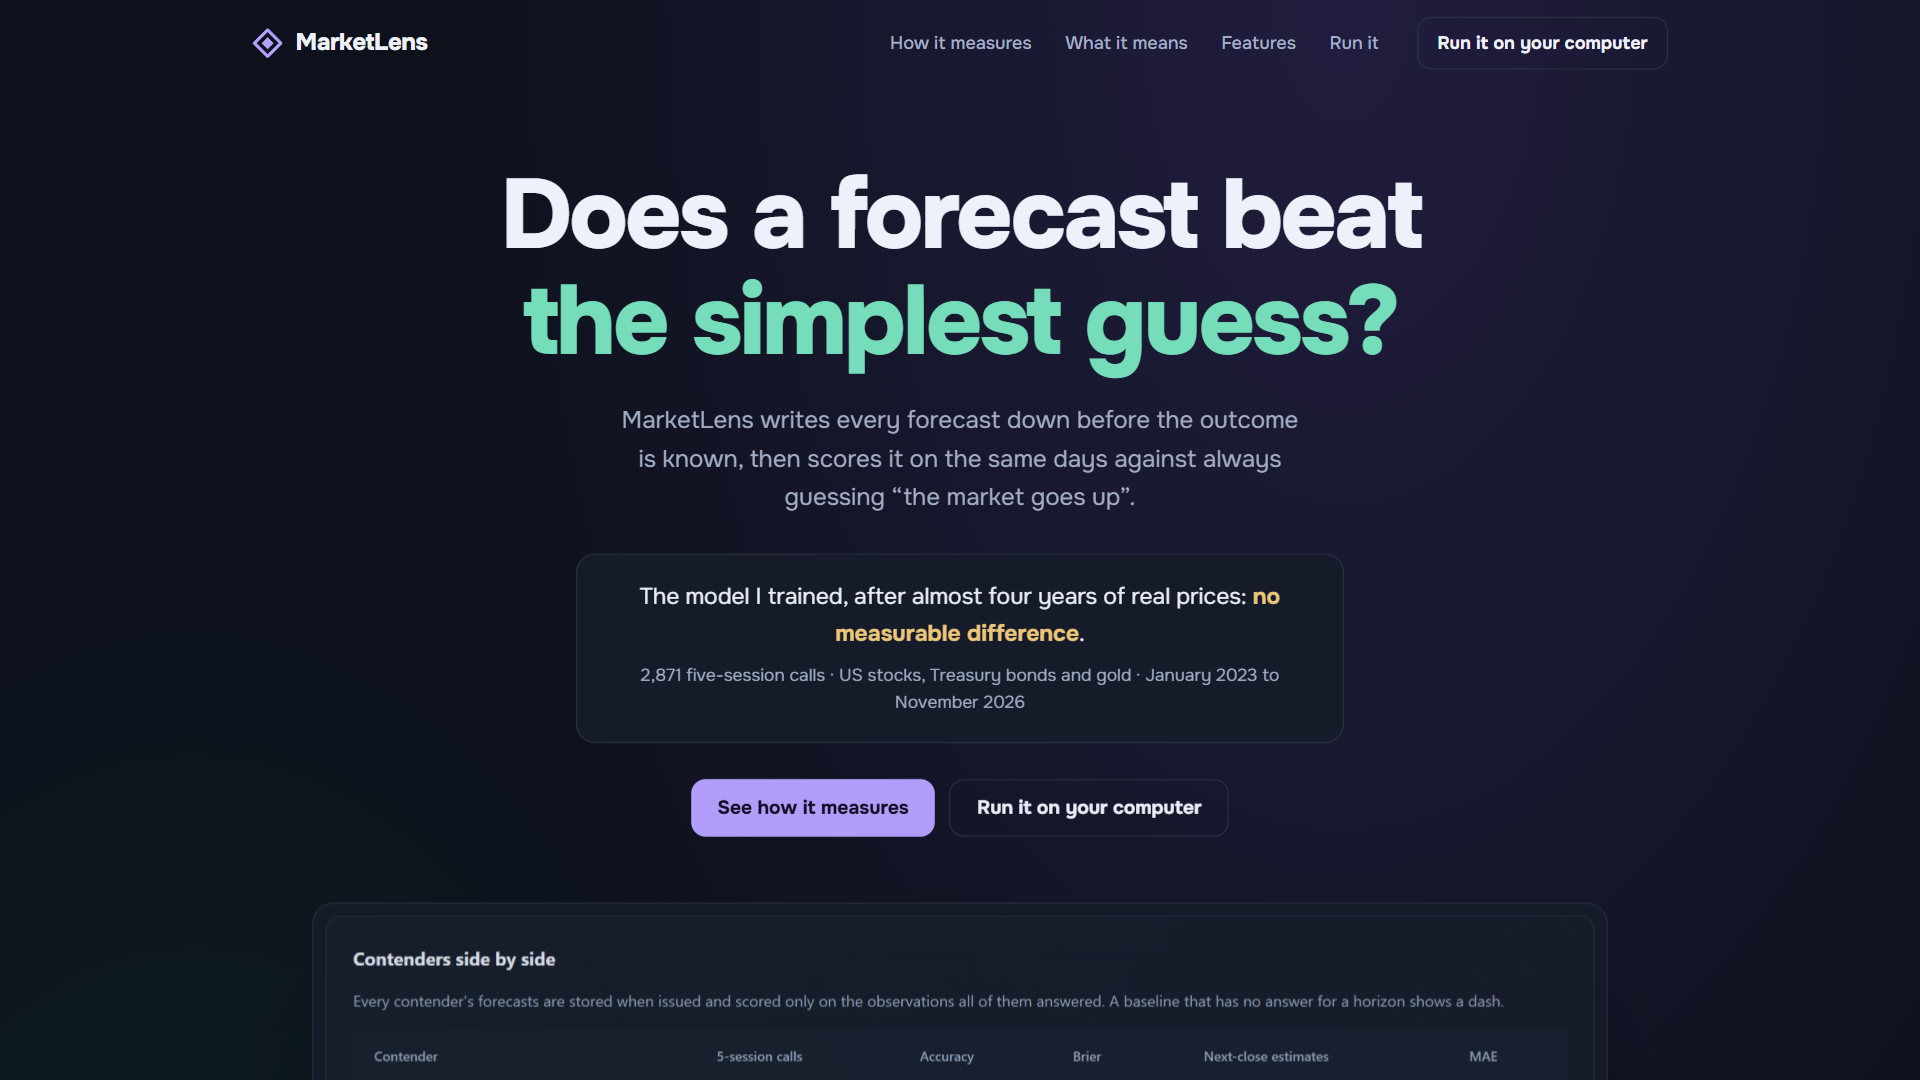 MarketLens
How it measures
What it means
Features
Run it
Run it on your computer
Does a forecast beat
the simplest guess?
MarketLens writes every forecast down before the outcome
is known, then scores it on the same days against always
guessing “the market goes up”.
The model I trained, after almost four years of real prices: no
measurable difference.
2,871 five-session calls · US stocks, Treasury bonds and gold · January 2023 to
November 2026
See how it measures
Run it on your computer
Contenders side by side
Every contender's forecasts are stored when issued and scored only on the observations all of them answered. A baseline that has no answer for a horizon shows a dash.
Contender
5-session calls
Accuracy
Brier
Next-close estimates
MAE